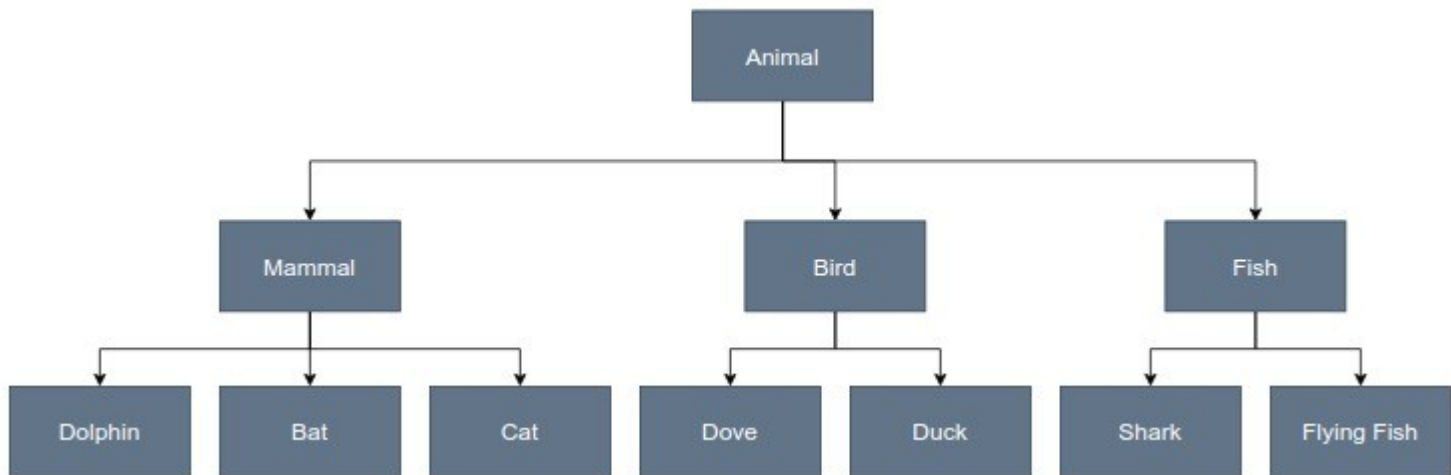 Animal
Mammal
Bird
Fish
Dolphin
Bat
Cat
Dove
Duck
Shark
Flying Fish